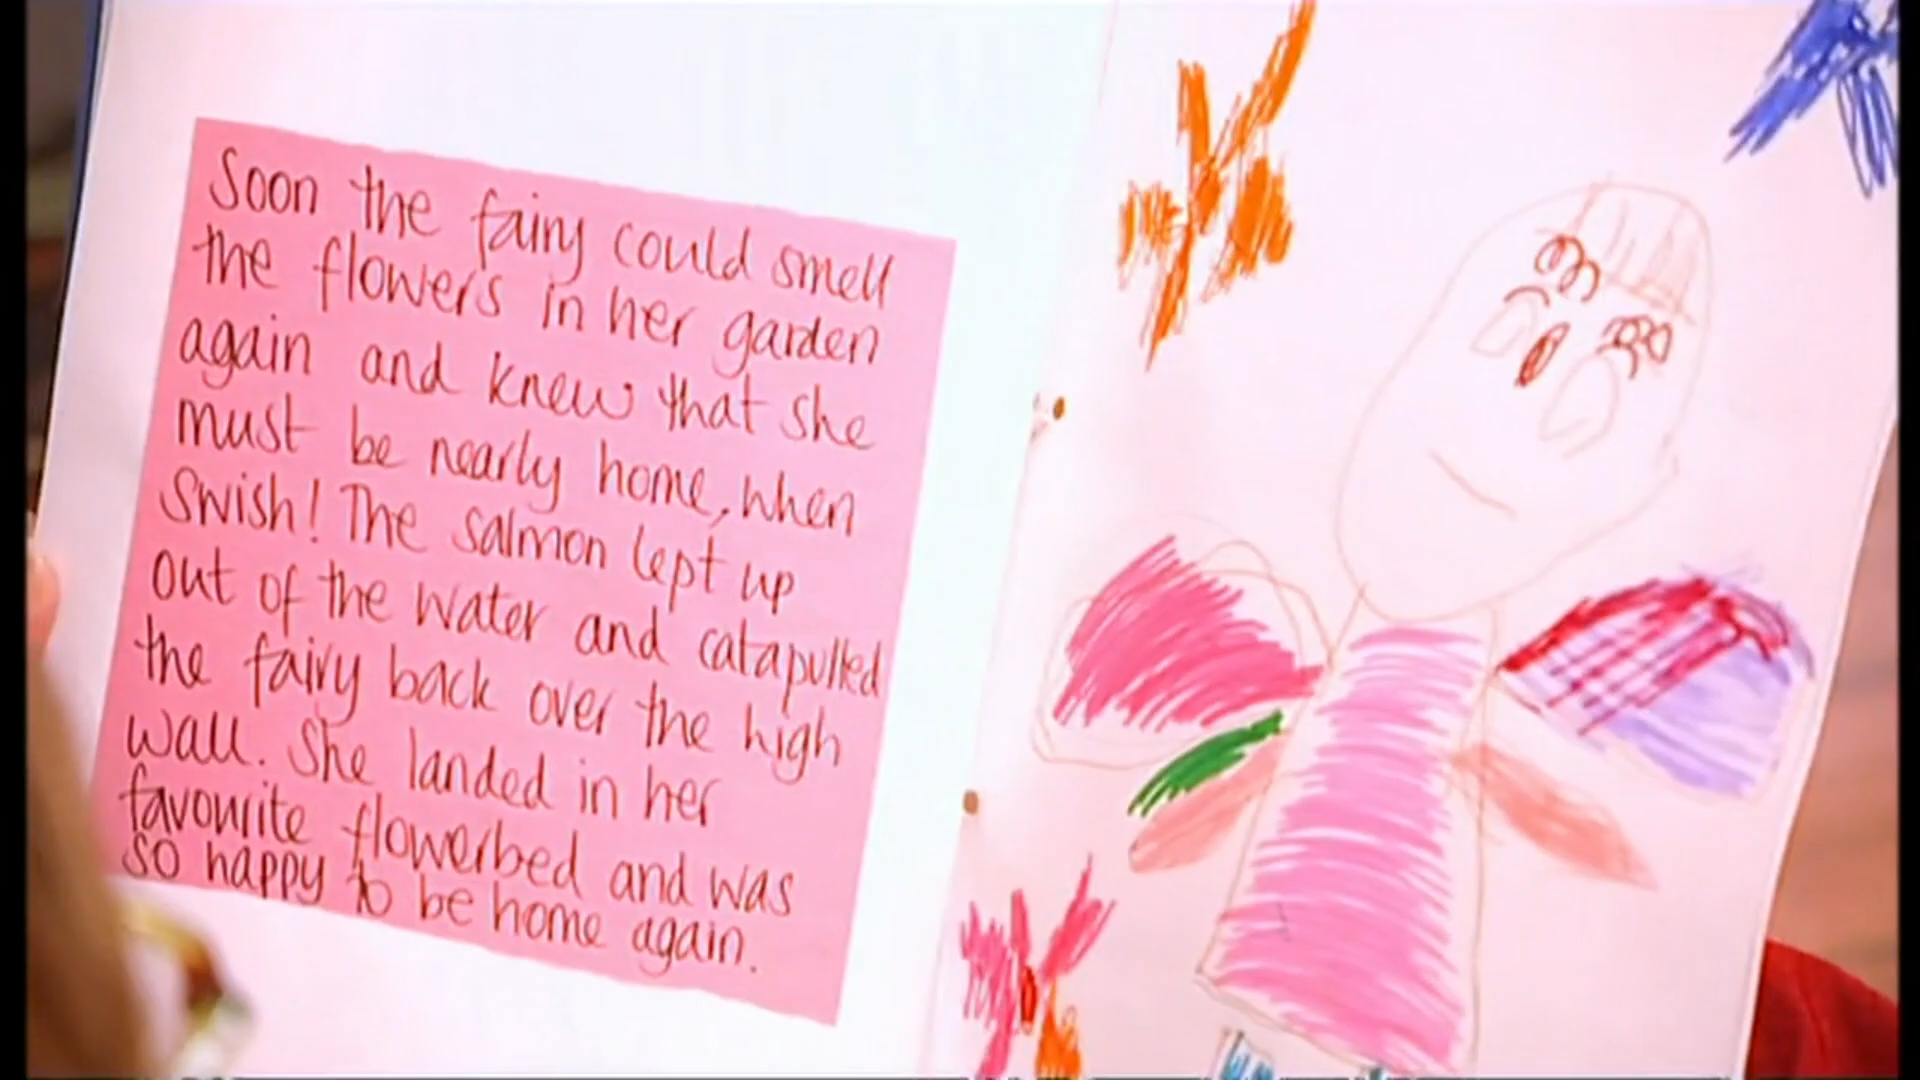 Soon the fairy could smell
the flowers in her garden
again and knew that she
must be nearly home, when
Swish! The salmon lept up
out of the water and catapulted
the fairy back over the high
wall. She landed in her
favourite flowerbed and was
so happy to be home again.